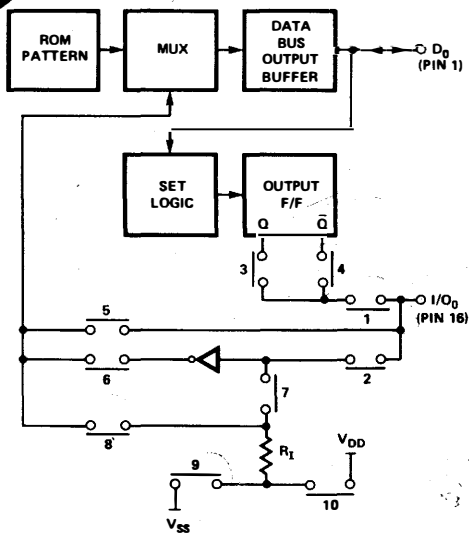 ROM
PATTERN
MUX
DATA
BUS
OUTPUT
BUFFER
D0
(PIN 1)
SET
LOGIC
OUTPUT
F/F
Q
Q̄
3
4
1
I/O0
(PIN 16)
5
6
2
7
8
RI
9
10
VDD
VSS